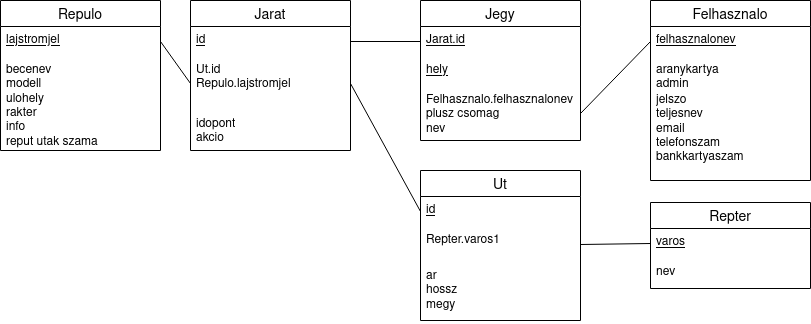 Repulo
lajstromjel
becenev
modell
ulohely
rakter
info
reput utak szama
Jarat
id
Ut.id
Repulo.lajstromjel
idopont
akcio
Jegy
Jarat.id
hely
Felhasznalo.felhasznalonev
plusz csomag
nev
Felhasznalo
felhasznalonev
aranykartya
admin
jelszo
teljesnev
email
telefonszam
bankkartyaszam
Ut
id
Repter.varos1
ar
hossz
megy
Repter
varos
nev